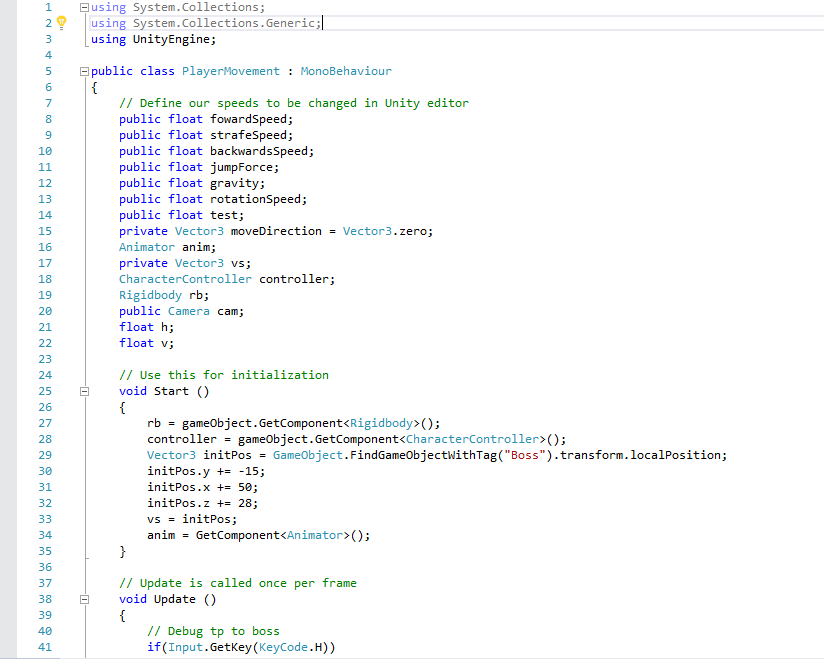 1 using System.Collections;
2 using System.Collections.Generic;
3 using UnityEngine;
4
5 public class PlayerMovement : MonoBehaviour
6 {
7 // Define our speeds to be changed in Unity editor
8 public float fowardSpeed;
9 public float strafeSpeed;
10 public float backwardsSpeed;
11 public float jumpForce;
12 public float gravity;
13 public float rotationSpeed;
14 public float test;
15 private Vector3 moveDirection = Vector3.zero;
16 Animator anim;
17 private Vector3 vs;
18 CharacterController controller;
19 Rigidbody rb;
20 public Camera cam;
21 float h;
22 float v;
23
24 // Use this for initialization
25 void Start ()
26 {
27 rb = gameObject.GetComponent<Rigidbody>();
28 controller = gameObject.GetComponent<CharacterController>();
29 Vector3 initPos = GameObject.FindGameObjectWithTag("Boss").transform.localPosition;
30 initPos.y += -15;
31 initPos.x += 50;
32 initPos.z += 28;
33 vs = initPos;
34 anim = GetComponent<Animator>();
35 }
36
37 // Update is called once per frame
38 void Update ()
39 {
40 // Debug tp to boss
41 if(Input.GetKey(KeyCode.H))